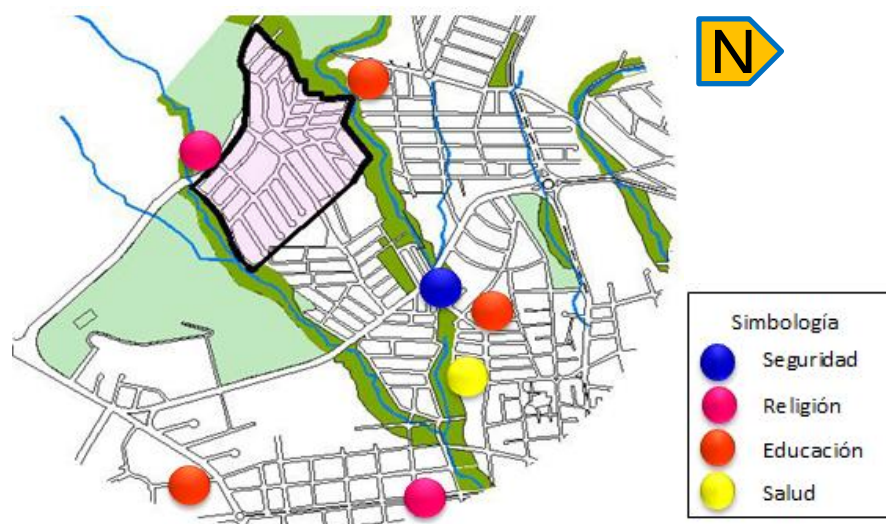 N
Simbología
Seguridad
Religión
Educación
Salud